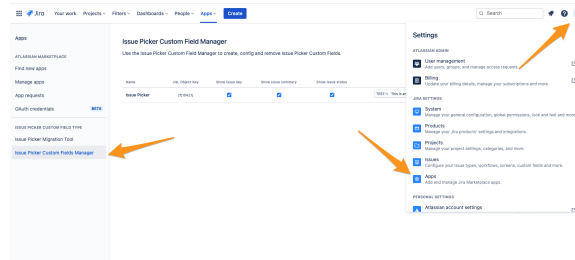 Jira Your work Projects Filters Dashboards People Apps Create Search
Apps
ATLASSIAN MARKETPLACE
Find new apps
Manage apps
App requests
OAuth credentials BETA
ISSUE PICKER CUSTOM FIELD TYPE
Issue Picker Migration Tool
Issue Picker Custom Fields Manager
Issue Picker Custom Field Manager
Use the Issue Picker Custom Field Manager to create, config and remove Issue Picker Custom Fields.
Name JQL Object Key Show issue key Show issue summary Show issue status
Issue Picker
Settings
ATLASSIAN ADMIN
User management
Add users, groups, and manage access requests.
Billing
Update your billing details, manage your subscriptions and more.
JIRA SETTINGS
System
Manage your general configuration, global permissions, look and feel and more.
Products
Manage your Jira products' settings and integrations.
Projects
Manage your project settings, categories, and more.
Issues
Configure your issue types, workflows, screens, custom fields and more.
Apps
Add and manage Jira Marketplace apps.
PERSONAL SETTINGS
Atlassian account settings